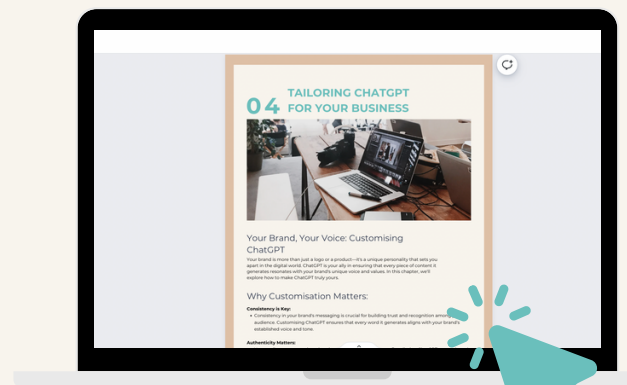 04
TAILORING CHATGPT
FOR YOUR BUSINESS
Your Brand, Your Voice: Customising
ChatGPT
Your brand is more than just a logo or a product—it's a unique personality that sets you
apart in the digital world. ChatGPT is your ally in ensuring that every piece of content it
generates resonates with your brand's unique voice and values. In this chapter, we'll
explore how to make ChatGPT truly yours.
Why Customisation Matters:
Consistency is Key:
• Consistency in your brand's messaging is crucial for building trust and recognition among
audience. Customising ChatGPT ensures that every word it generates aligns with your brand's
established voice and tone.
Authenticity Matters: